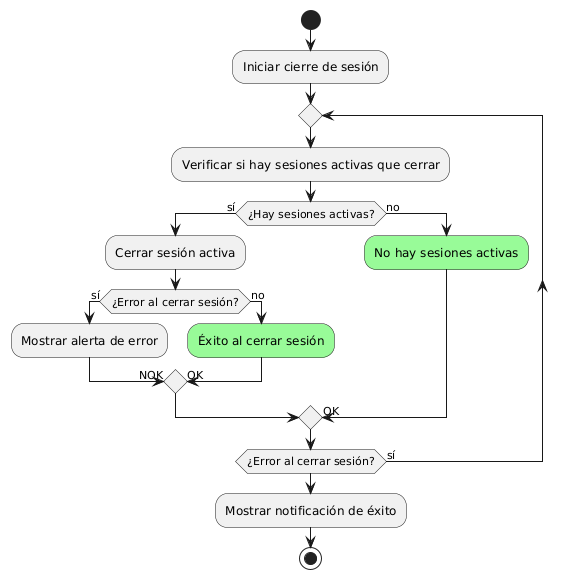 Iniciar cierre de sesión
Verificar si hay sesiones activas que cerrar
sí
¿Hay sesiones activas?
no
Cerrar sesión activa
No hay sesiones activas
sí
¿Error al cerrar sesión?
no
Mostrar alerta de error
Éxito al cerrar sesión
NOK
OK
OK
¿Error al cerrar sesión?
sí
Mostrar notificación de éxito